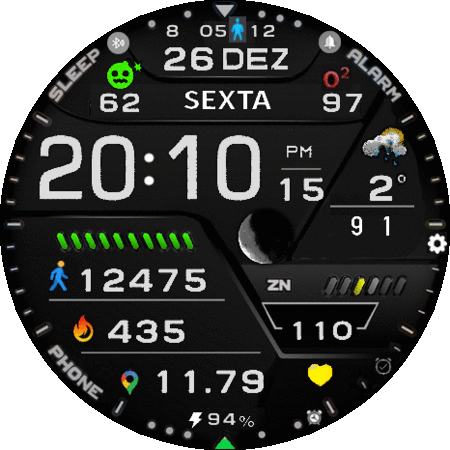 8 05 12
26 DEZ
SLEEP
ALARM
62 SEXTA O² 97
20:10 PM 15
2°
9 1
12475
ZN
435
110
PHONE
11.79
94%